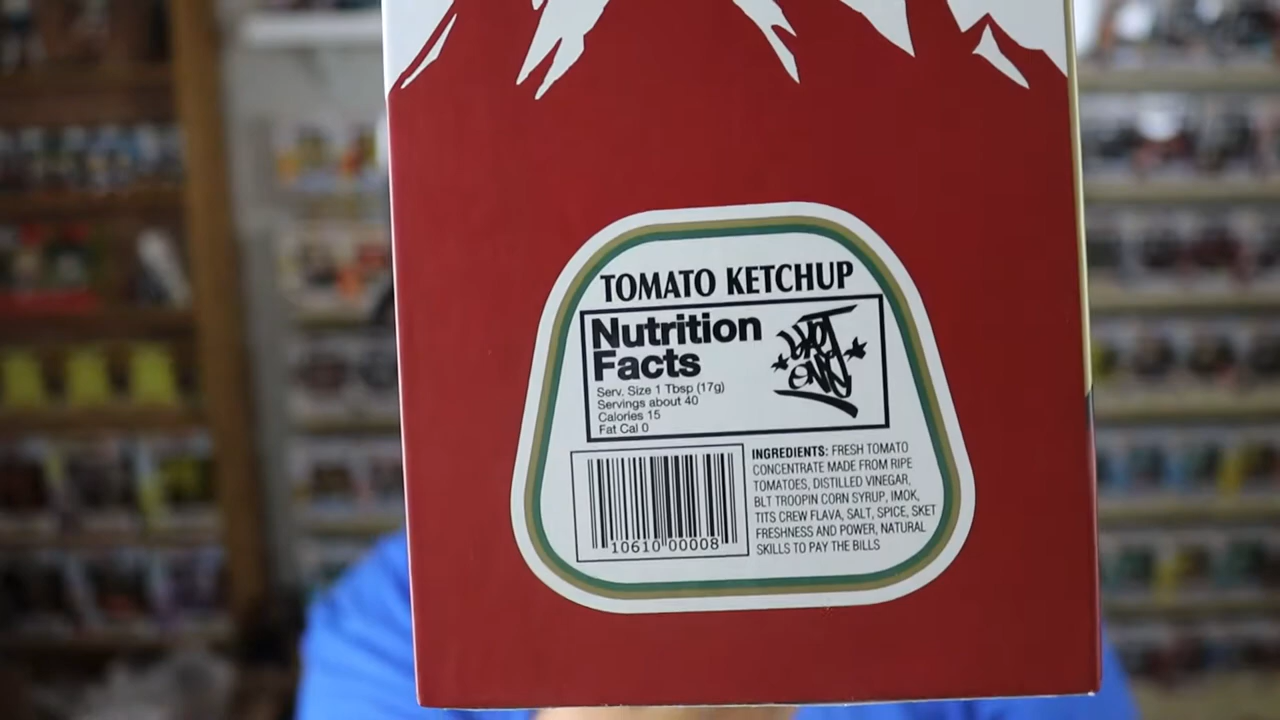 TOMATO KETCHUP
Nutrition
Facts
Serv. Size 1 Tbsp (17g)
Servings about 40
Calories 15
Fat Cal 0
SKET
ONE
INGREDIENTS: FRESH TOMATO
CONCENTRATE MADE FROM RIPE
TOMATOES, DISTILLED VINEGAR,
BLT TROOPIN CORN SYRUP, IMOK,
TITS CREW FLAVA, SALT, SPICE, SKET
FRESHNESS AND POWER, NATURAL
SKILLS TO PAY THE BILLS
10610 00008